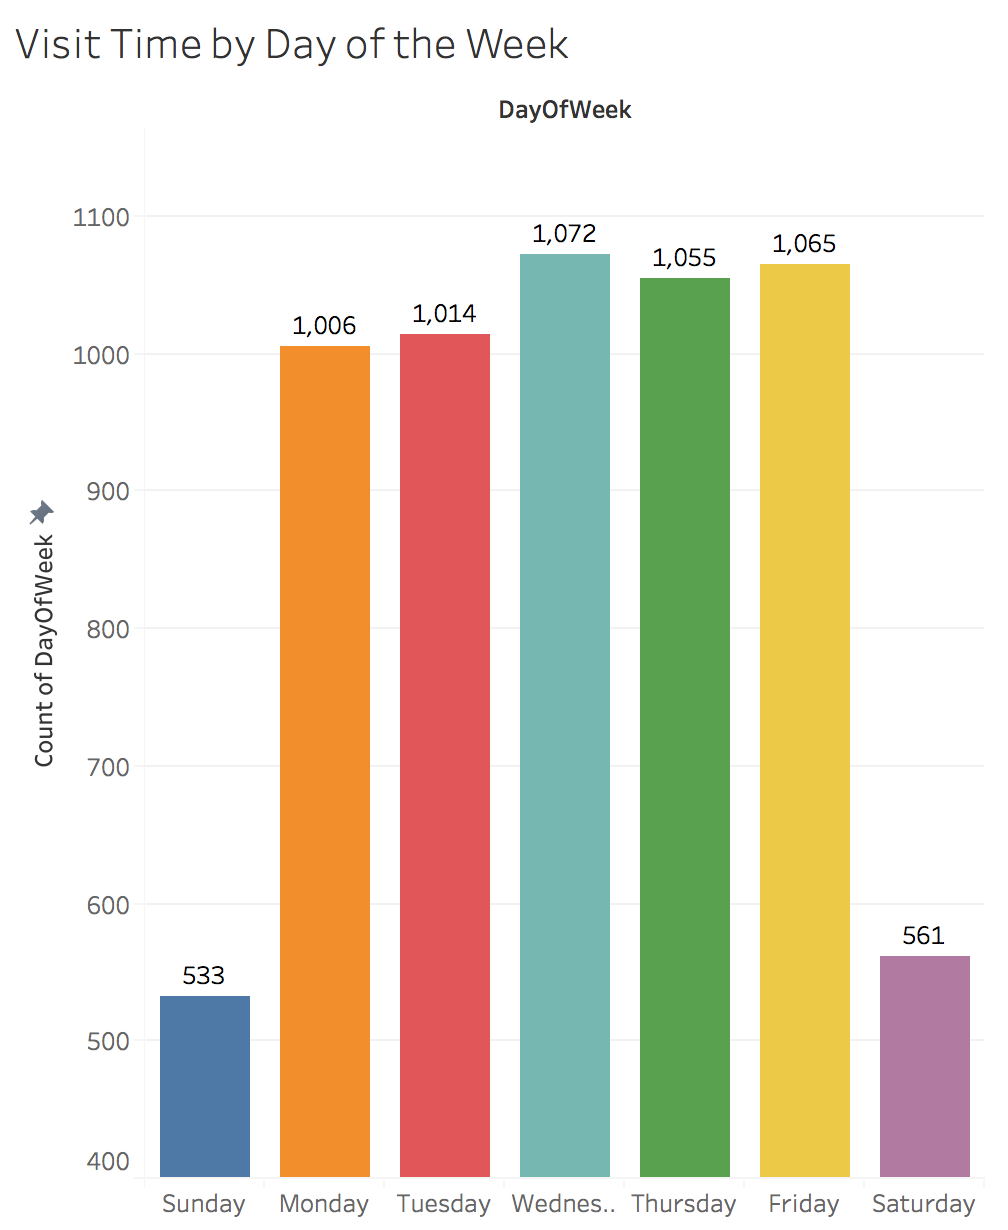 Visit Time by Day of the Week
DayOfWeek
1100
1000
900
800
700
600
500
400
Count of DayOfWeek
533
1,006
1,014
1,072
1,055
1,065
561
Sunday
Monday
Tuesday
Wednes..
Thursday
Friday
Saturday